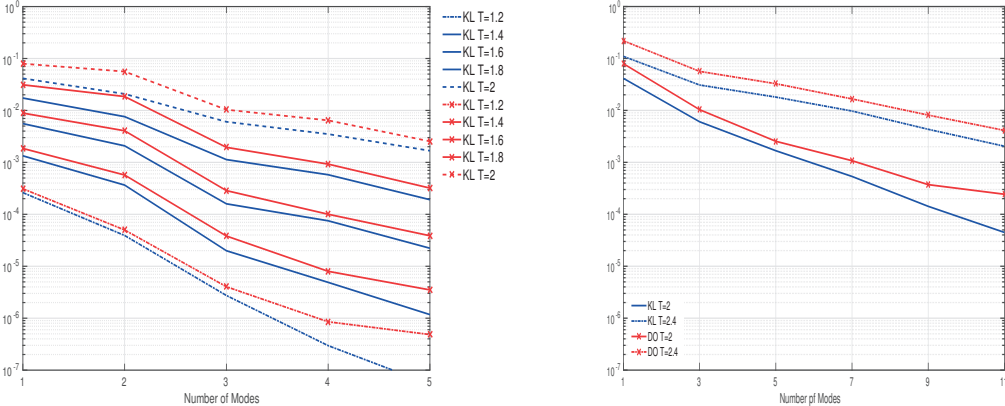 10^0
10^-1
10^-2
10^-3
10^-4
10^-5
10^-6
10^-7
1
2
3
4
5
Number of Modes
KL T=1.2
KL T=1.4
KL T=1.6
KL T=1.8
KL T=2
KL T=1.2
KL T=1.4
KL T=1.6
KL T=1.8
KL T=2
10^0
10^-1
10^-2
10^-3
10^-4
10^-5
10^-6
10^-7
KL T=2
KL T=2.4
DO T=2
DO T=2.4
1
3
5
7
9
11
Number pf Modes